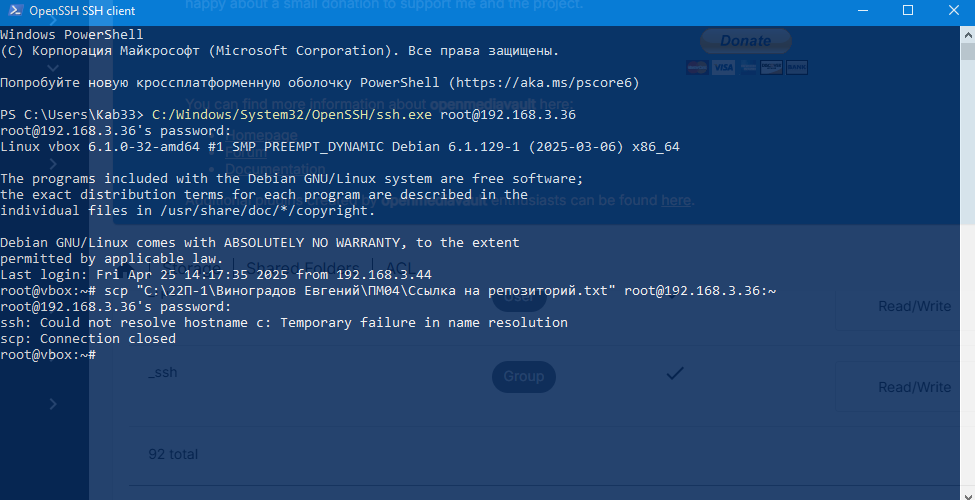 OpenSSH SSH client
happy about a small donation to support me and the project.
Windows PowerShell
(C) Корпорация Майкрософт (Microsoft Corporation). Все права защищены.
Donate
VISA
Попробуйте новую кроссплатформенную оболочку PowerShell (https://aka.ms/pscore6)
You can find more information about openmediavault here:
PS C:\Users\Kab33> C:/Windows/System32/OpenSSH/ssh.exe root@192.168.3.36
root@192.168.3.36's password:
Homepage
Linux vbox 6.1.0-32-amd64 #1 SMP PREEMPT_DYNAMIC Debian 6.1.129-1 (2025-03-06) x86_64
Forum
Documentation
The programs included with the Debian GNU/Linux system are free software;
the exact distribution terms for each program are described in the
enthusiasts can be found here.
individual files in /usr/share/doc/*/copyright.
Debian GNU/Linux comes with ABSOLUTELY NO WARRANTY, to the extent
permitted by applicable law.
Storage | Shared Folders | ACL
Last login: Fri Apr 25 14:17:35 2025 from 192.168.3.44
root@vbox:~# scp "C:\22П-1\Виноградов Евгений\ПМ04\Ссылка на репозиторий.txt" root@192.168.3.36:~
User
root@192.168.3.36's password:
Read/Write
ssh: Could not resolve hostname c: Temporary failure in name resolution
scp: Connection closed
root@vbox:~#
_ssh
Group
Read/Write
92 total